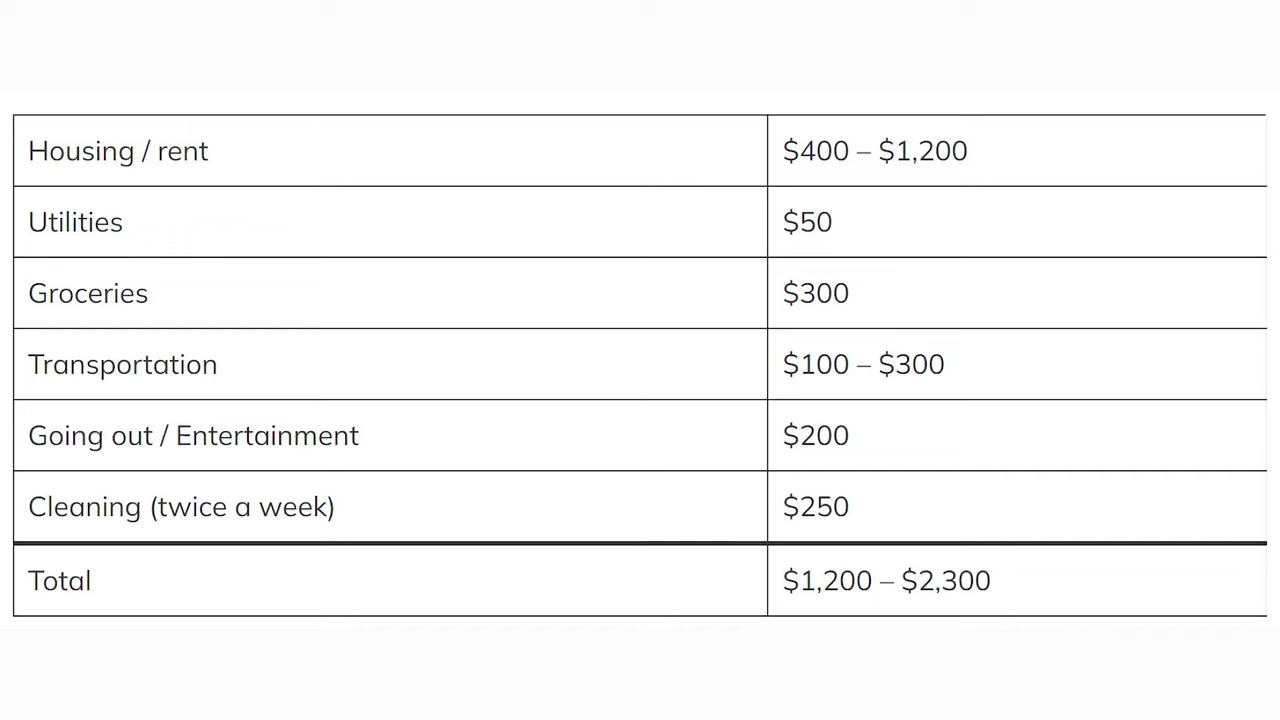 Housing / rent $400 – $1,200
Utilities $50
Groceries $300
Transportation $100 – $300
Going out / Entertainment $200
Cleaning (twice a week) $250
Total $1,200 – $2,300